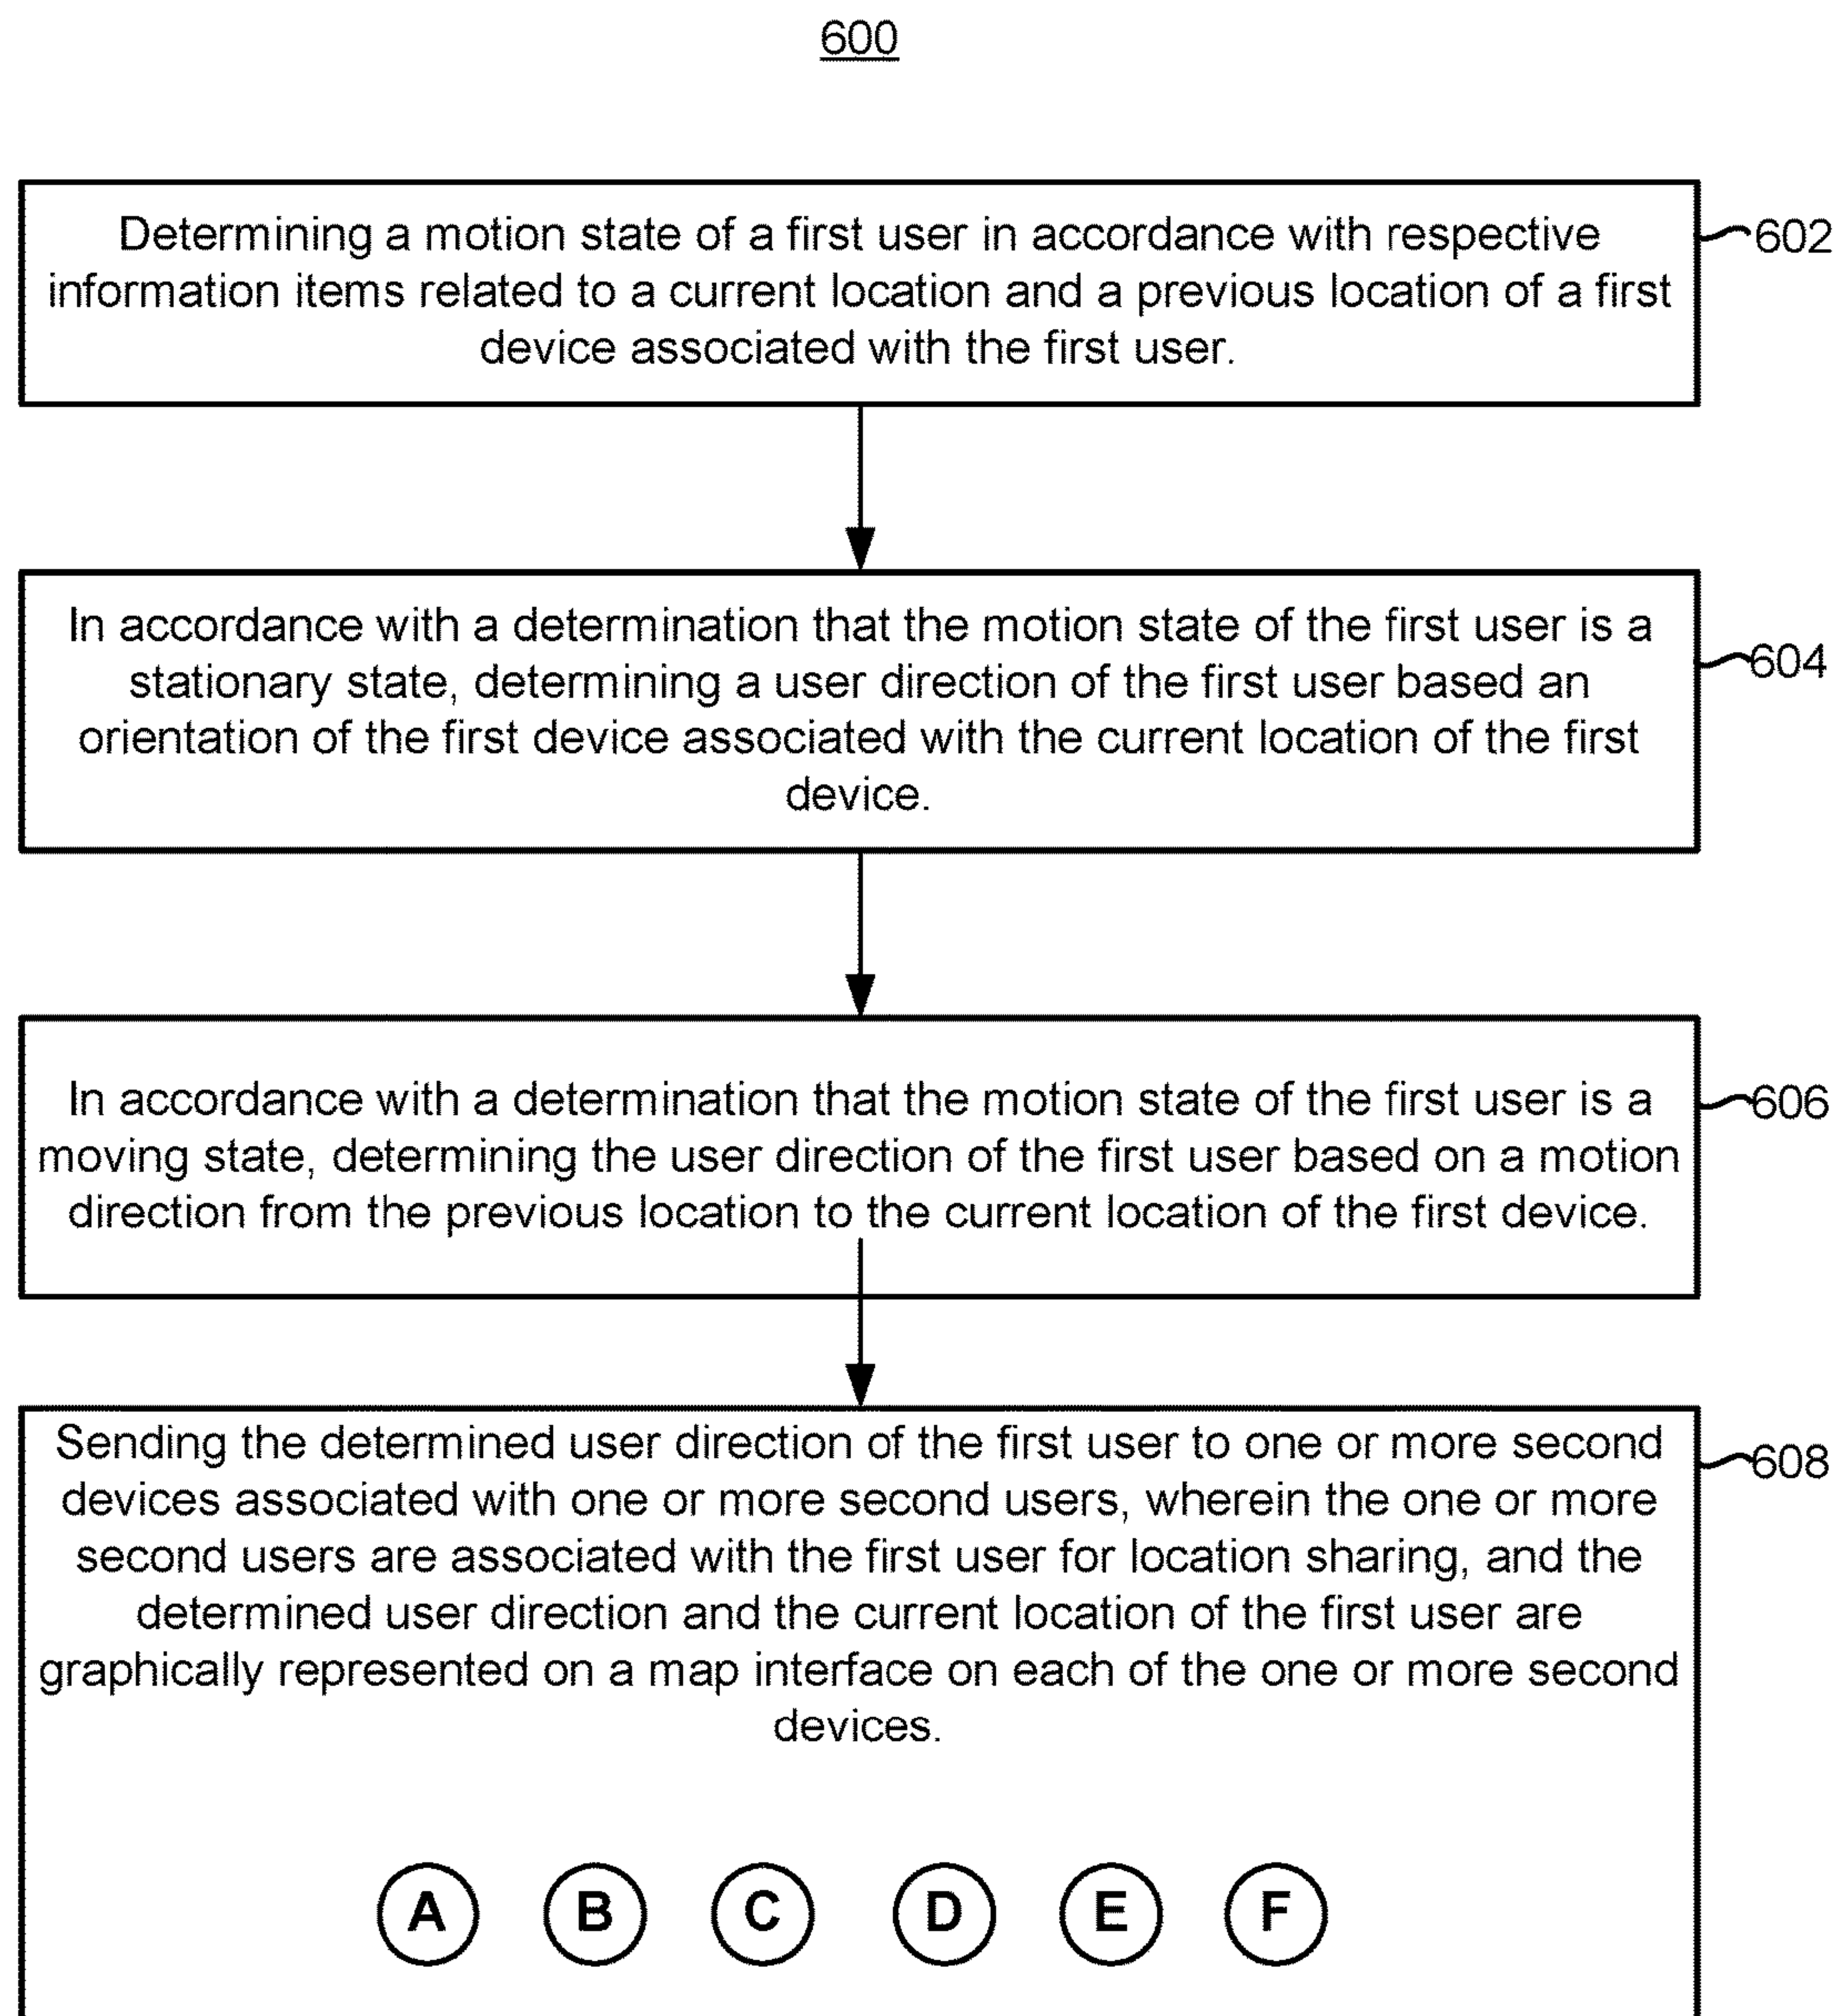 600
Determining a motion state of a first user in accordance with respective
information items related to a current location and a previous location of a first
device associated with the first user.
602
In accordance with a determination that the motion state of the first user is a
stationary state, determining a user direction of the first user based an
orientation of the first device associated with the current location of the first
device.
604
In accordance with a determination that the motion state of the first user is a
moving state, determining the user direction of the first user based on a motion
direction from the previous location to the current location of the first device.
606
Sending the determined user direction of the first user to one or more second
devices associated with one or more second users, wherein the one or more
second users are associated with the first user for location sharing, and the
determined user direction and the current location of the first user are
graphically represented on a map interface on each of the one or more second
devices.
608
A B C D E F